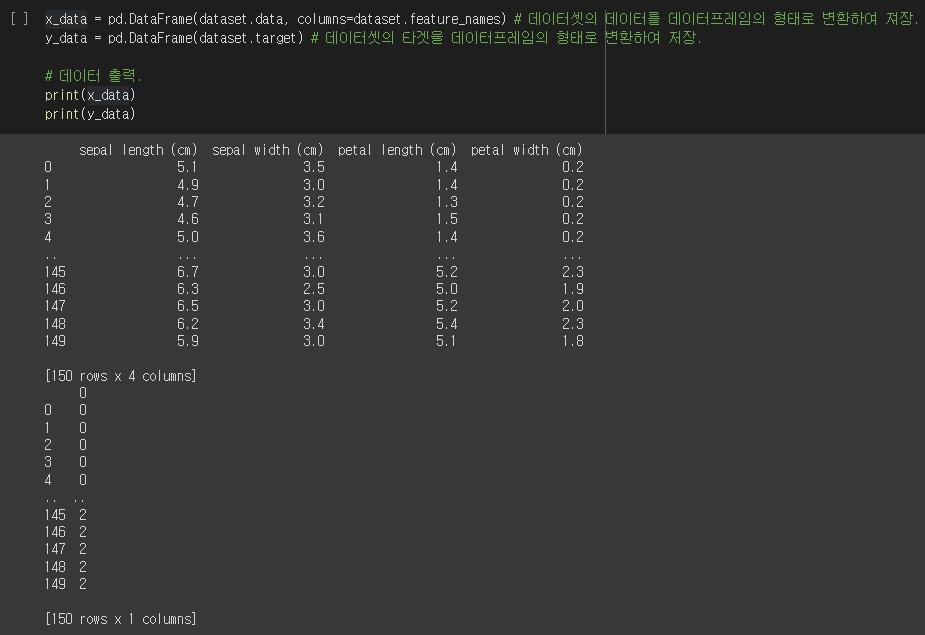 [ ] x_data = pd.DataFrame(dataset.data, columns=dataset.feature_names) # 데이터셋의 데이터를 데이터프레임의 형태로 변환하여 저장.
y_data = pd.DataFrame(dataset.target) # 데이터셋의 타겟을 데이터프레임의 형태로 변환하여 저장.
# 데이터 출력.
print(x_data)
print(y_data)
sepal length (cm) sepal width (cm) petal length (cm) petal width (cm)
0 5.1 3.5 1.4 0.2
1 4.9 3.0 1.4 0.2
2 4.7 3.2 1.3 0.2
3 4.6 3.1 1.5 0.2
4 5.0 3.6 1.4 0.2
.. ... ... ... ...
145 6.7 3.0 5.2 2.3
146 6.3 2.5 5.0 1.9
147 6.5 3.0 5.2 2.0
148 6.2 3.4 5.4 2.3
149 5.9 3.0 5.1 1.8
[150 rows x 4 columns]
0
0 0
1 0
2 0
3 0
4 0
.. ..
145 2
146 2
147 2
148 2
149 2
[150 rows x 1 columns]